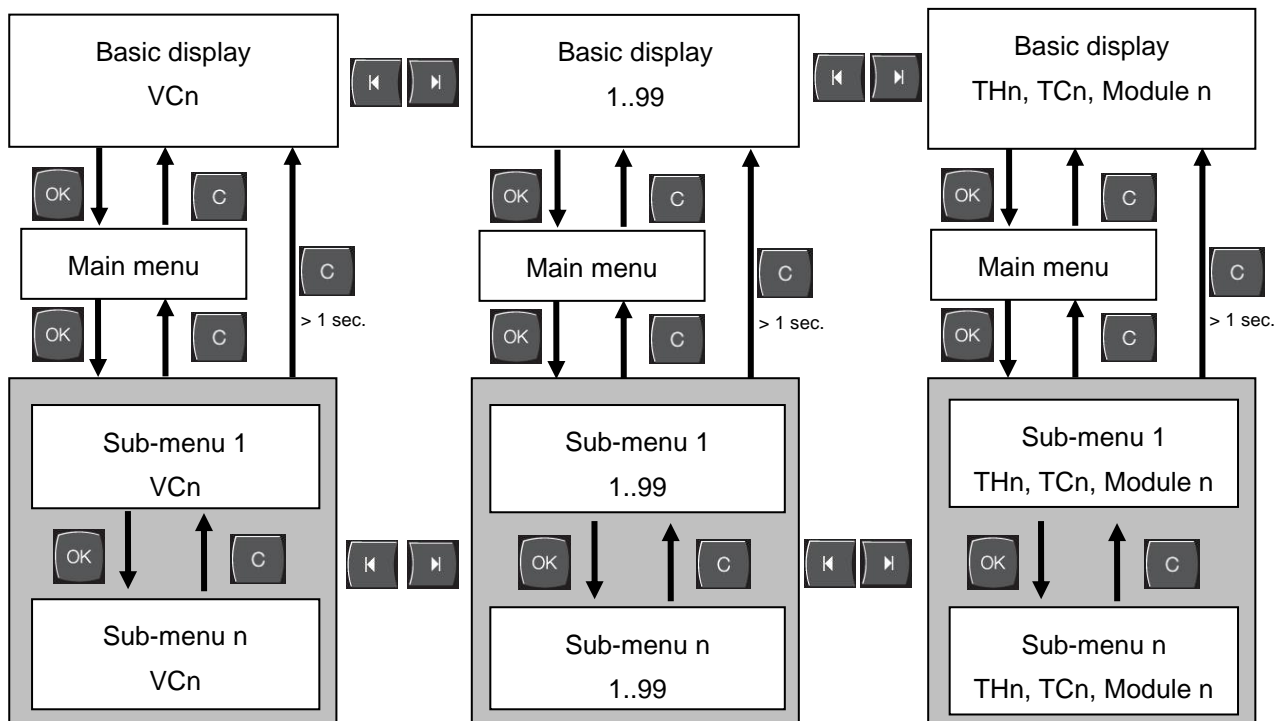 Basic display
VCn
Basic display
1..99
Basic display
THn, TCn, Module n
OK
C
OK
C
OK
C
Main menu
C
Main menu
C
Main menu
C
OK
C
> 1 sec.
OK
C
> 1 sec.
OK
C
> 1 sec.
Sub-menu 1
VCn
Sub-menu 1
1..99
Sub-menu 1
THn, TCn, Module n
OK
C
OK
C
OK
C
Sub-menu n
VCn
Sub-menu n
1..99
Sub-menu n
THn, TCn, Module n